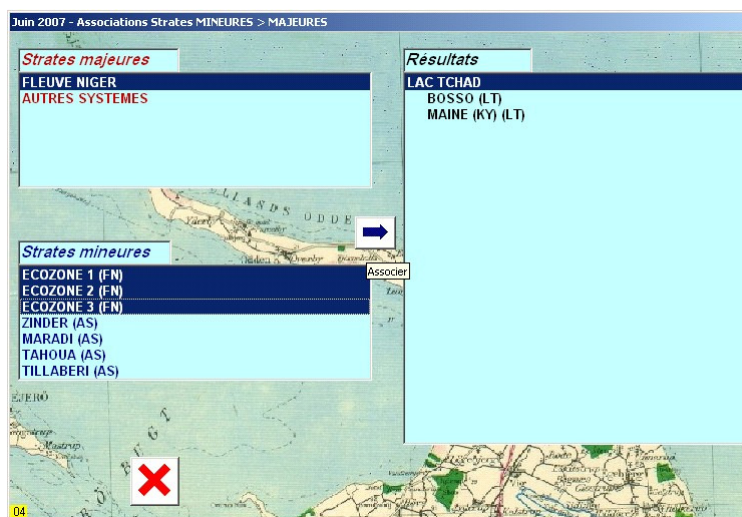 Juin 2007 - Associations Strates MINEURES > MAJEURES
Strates majeures
FLEUVE NIGER
AUTRES SYSTEMES
Résultats
LAC TCHAD
BOSSO (LT)
MAINE (KY) (LT)
Strates mineures
ECOZONE 1 (FN)
ECOZONE 2 (FN)
ECOZONE 3 (FN)
ZINDER (AS)
MARADI (AS)
TAHOUA (AS)
TILLABERI (AS)
Associer
EJERÖ
BUGT
04